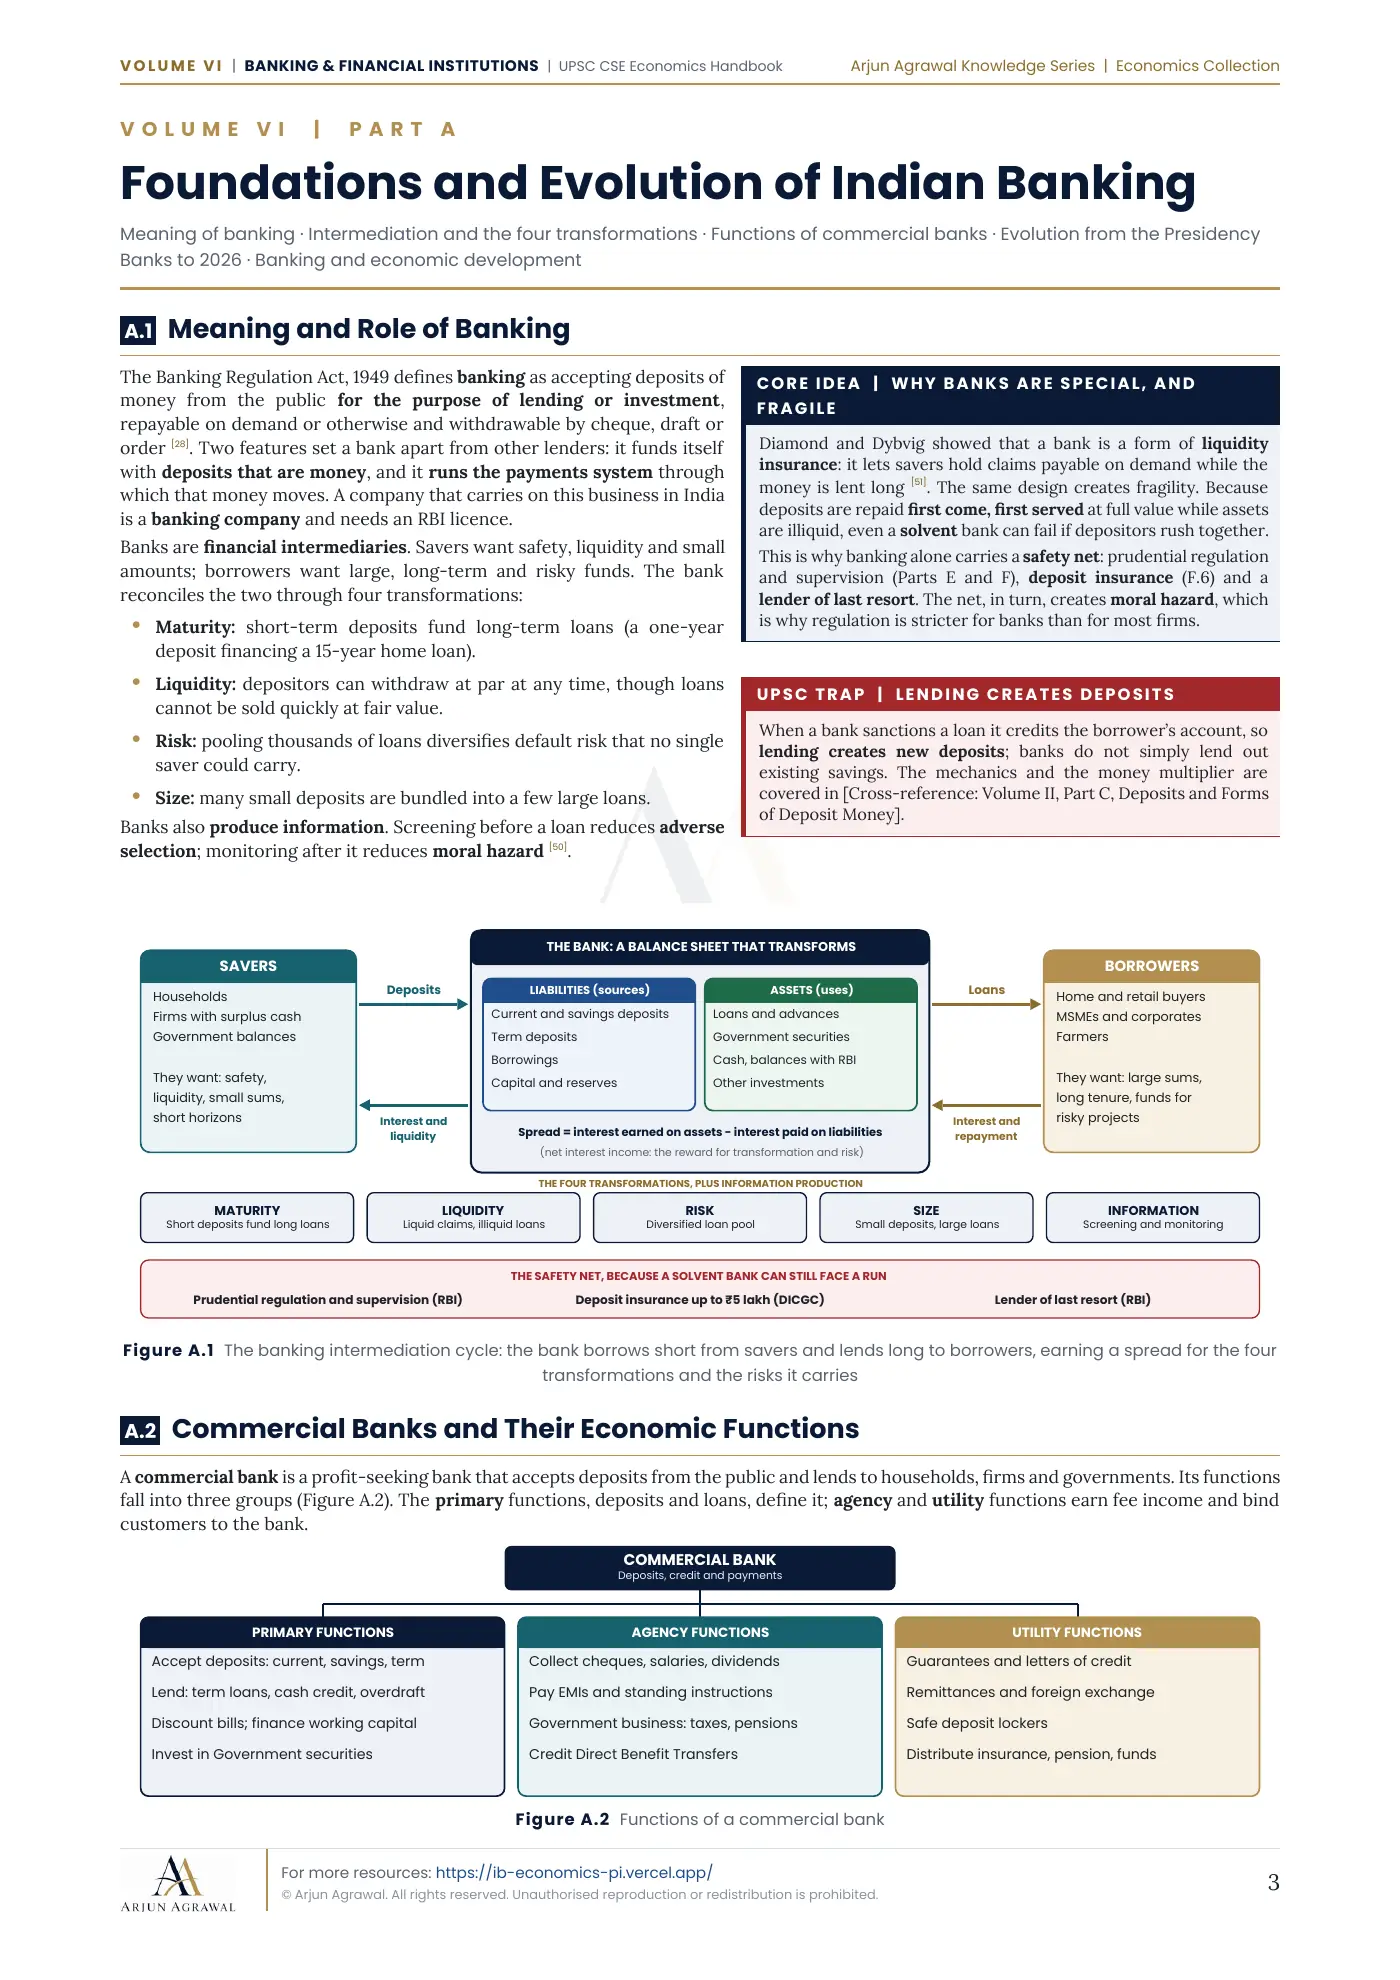 VOLUME VI | BANKING & FINANCIAL INSTITUTIONS | UPSC CSE Economics Handbook
Arjun Agrawal Knowledge Series | Economics Collection
VOLUME VI | PART A
Foundations and Evolution of Indian Banking
Meaning of banking · Intermediation and the four transformations · Functions of commercial banks · Evolution from the Presidency
Banks to 2026 · Banking and economic development
A.1 Meaning and Role of Banking
The Banking Regulation Act, 1949 defines banking as accepting deposits of
money from the public for the purpose of lending or investment,
repayable on demand or otherwise and withdrawable by cheque, draft or
order [28]. Two features set a bank apart from other lenders: it funds itself
with deposits that are money, and it runs the payments system through
which that money moves. A company that carries on this business in India
is a banking company and needs an RBI licence.
Banks are financial intermediaries. Savers want safety, liquidity and small
amounts; borrowers want large, long-term and risky funds. The bank
reconciles the two through four transformations:
• Maturity: short-term deposits fund long-term loans (a one-year
deposit financing a 15-year home loan).
• Liquidity: depositors can withdraw at par at any time, though loans
cannot be sold quickly at fair value.
• Risk: pooling thousands of loans diversifies default risk that no single
saver could carry.
• Size: many small deposits are bundled into a few large loans.
Banks also produce information. Screening before a loan reduces adverse
selection; monitoring after it reduces moral hazard [50].
CORE IDEA | WHY BANKS ARE SPECIAL, AND
FRAGILE
Diamond and Dybvig showed that a bank is a form of liquidity
insurance: it lets savers hold claims payable on demand while the
money is lent long [51]. The same design creates fragility. Because
deposits are repaid first come, first served at full value while assets
are illiquid, even a solvent bank can fail if depositors rush together.
This is why banking alone carries a safety net: prudential regulation
and supervision (Parts E and F), deposit insurance (F.6) and a
lender of last resort. The net, in turn, creates moral hazard, which
is why regulation is stricter for banks than for most firms.
UPSC TRAP | LENDING CREATES DEPOSITS
When a bank sanctions a loan it credits the borrower's account, so
lending creates new deposits; banks do not simply lend out
existing savings. The mechanics and the money multiplier are
covered in [Cross-reference: Volume II, Part C, Deposits and Forms
of Deposit Money].
SAVERS
Households
Firms with surplus cash
Government balances
They want: safety,
liquidity, small sums,
short horizons
Deposits
Interest and
liquidity
THE BANK: A BALANCE SHEET THAT TRANSFORMS
LIABILITIES (sources)
Current and savings deposits
Term deposits
Borrowings
Capital and reserves
ASSETS (uses)
Loans and advances
Government securities
Cash, balances with RBI
Other investments
Spread = interest earned on assets - interest paid on liabilities
(net interest income: the reward for transformation and risk)
Loans
Interest and
repayment
BORROWERS
Home and retail buyers
MSMEs and corporates
Farmers
They want: large sums,
long tenure, funds for
risky projects
THE FOUR TRANSFORMATIONS, PLUS INFORMATION PRODUCTION
MATURITY
Short deposits fund long loans
LIQUIDITY
Liquid claims, illiquid loans
RISK
Diversified loan pool
SIZE
Small deposits, large loans
INFORMATION
Screening and monitoring
THE SAFETY NET, BECAUSE A SOLVENT BANK CAN STILL FACE A RUN
Prudential regulation and supervision (RBI)
Deposit insurance up to ₹5 lakh (DICGC)
Lender of last resort (RBI)
Figure A.1 The banking intermediation cycle: the bank borrows short from savers and lends long to borrowers, earning a spread for the four
transformations and the risks it carries
A.2 Commercial Banks and Their Economic Functions
A commercial bank is a profit-seeking bank that accepts deposits from the public and lends to households, firms and governments. Its functions
fall into three groups (Figure A.2). The primary functions, deposits and loans, define it; agency and utility functions earn fee income and bind
customers to the bank.
COMMERCIAL BANK
Deposits, credit and payments
PRIMARY FUNCTIONS
Accept deposits: current, savings, term
Lend: term loans, cash credit, overdraft
Discount bills; finance working capital
Invest in Government securities
AGENCY FUNCTIONS
Collect cheques, salaries, dividends
Pay EMIs and standing instructions
Government business: taxes, pensions
Credit Direct Benefit Transfers
UTILITY FUNCTIONS
Guarantees and letters of credit
Remittances and foreign exchange
Safe deposit lockers
Distribute insurance, pension, funds
Figure A.2 Functions of a commercial bank
ARJUN AGRAWAL
For more resources: https://ib-economics-pi.vercel.app/
© Arjun Agrawal. All rights reserved. Unauthorised reproduction or redistribution is prohibited.
3